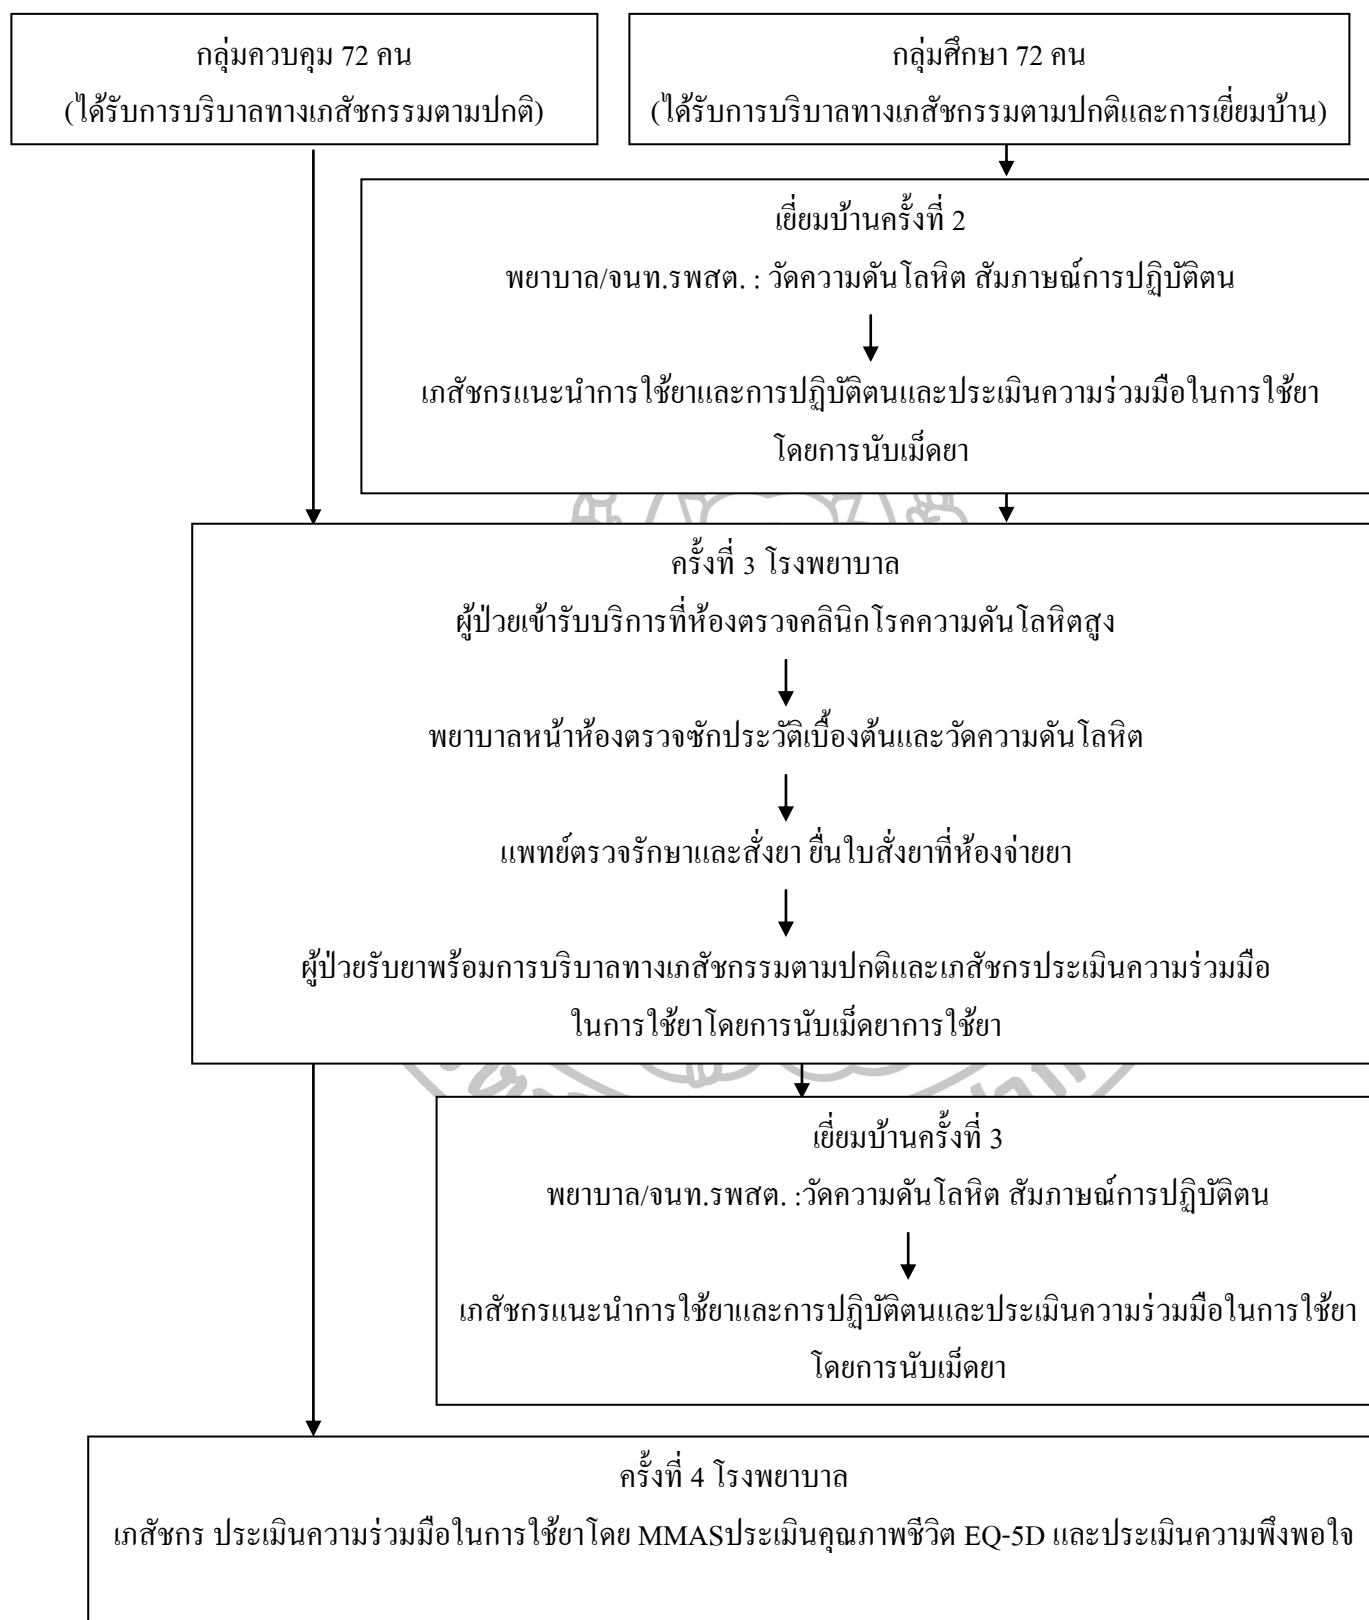 กลุ่มควบคุม 72 คน
(ได้รับการบริบาลทางเภสัชกรรมตามปกติ)
กลุ่มศึกษา 72 คน
(ได้รับการบริบาลทางเภสัชกรรมตามปกติและการเยี่ยมบ้าน)
เยี่ยมบ้านครั้งที่ 2
พยาบาล/จนท.รพสต. : วัดความดันโลหิต สัมภาษณ์การปฏิบัติตน
เภสัชกรแนะนำการใช้ยาและการปฏิบัติตนและประเมินความร่วมมือในการใช้ยา
โดยการนับเม็ดยา
ครั้งที่ 3 โรงพยาบาล
ผู้ป่วยเข้ารับบริการที่ห้องตรวจคลินิกโรคความดันโลหิตสูง
พยาบาลหน้าห้องตรวจซักประวัติเบื้องต้นและวัดความดันโลหิต
แพทย์ตรวจรักษาและสั่งยา ยื่นใบสั่งยาที่ห้องจ่ายยา
ผู้ป่วยรับยาพร้อมการบริบาลทางเภสัชกรรมตามปกติและเภสัชกรประเมินความร่วมมือ
ในการใช้ยาโดยการนับเม็ดยาการใช้ยา
เยี่ยมบ้านครั้งที่ 3
พยาบาล/จนท.รพสต. :วัดความดันโลหิต สัมภาษณ์การปฏิบัติตน
เภสัชกรแนะนำการใช้ยาและการปฏิบัติตนและประเมินความร่วมมือในการใช้ยา
โดยการนับเม็ดยา
ครั้งที่ 4 โรงพยาบาล
เภสัชกร ประเมินความร่วมมือในการใช้ยาโดย MMASประเมินคุณภาพชีวิต EQ-5D และประเมินความพึงพอใจ